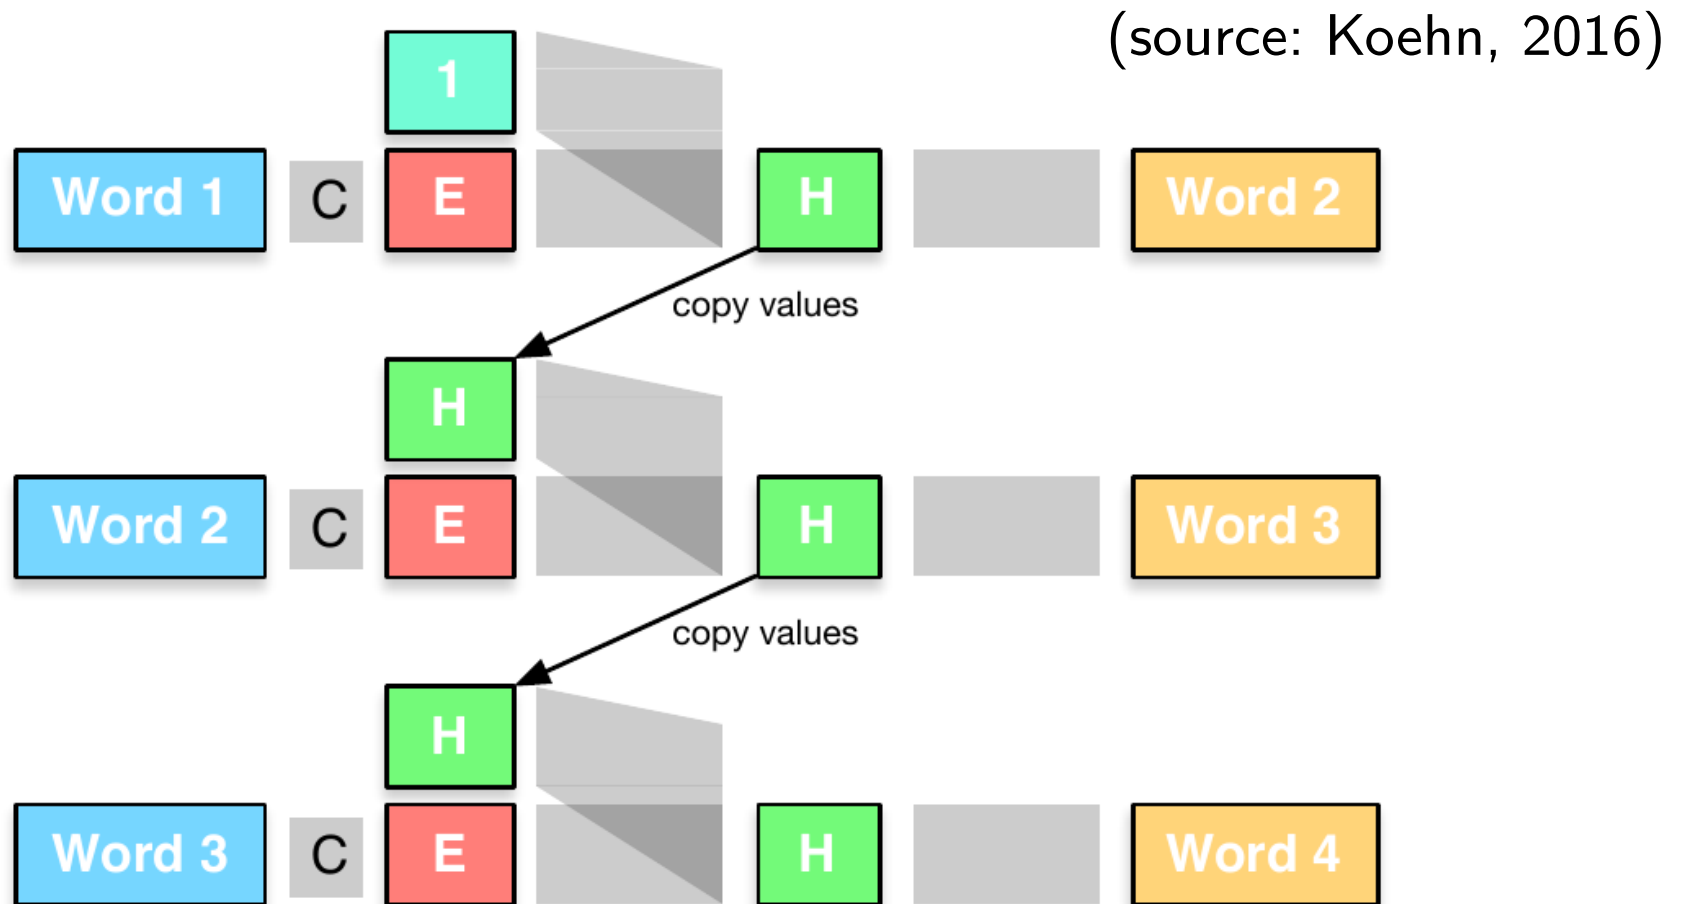 (source: Koehn, 2016)
1
Word 1 C E H Word 2
copy values
H
Word 2 C E H Word 3
copy values
H
Word 3 C E H Word 4